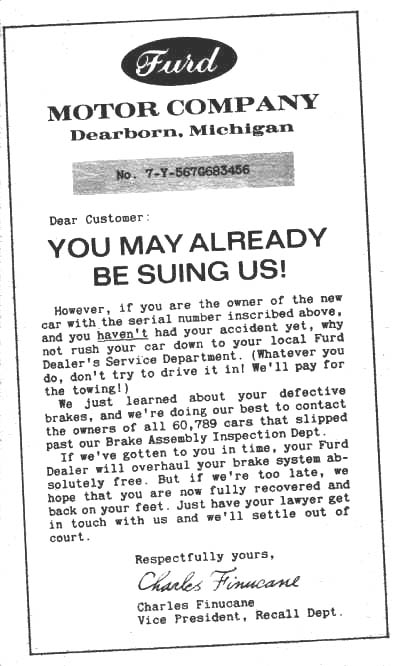 Furd
MOTOR COMPANY
Dearborn, Michigan
No. 7-Y-567G683456
Dear Customer:
YOU MAY ALREADY
BE SUING US!
However, if you are the owner of the new
car with the serial number inscribed above,
and you haven't had your accident yet, why
not rush your car down to your local Furd
Dealer's Service Department. (Whatever you
do, don't try to drive it in! We'll pay for
the towing!)
We just learned about your defective
brakes, and we're doing our best to contact
the owners of all 60,789 cars that slipped
past our Brake Assembly Inspection Dept.
If we've gotten to you in time, your Furd
Dealer will overhaul your brake system ab-
solutely free. But if we're too late, we
hope that you are now fully recovered and
back on your feet. Just have your lawyer get
in touch with us and we'll settle out of
court.
Respectfully yours,
Charles Finucane
Charles Finucane
Vice President, Recall Dept.